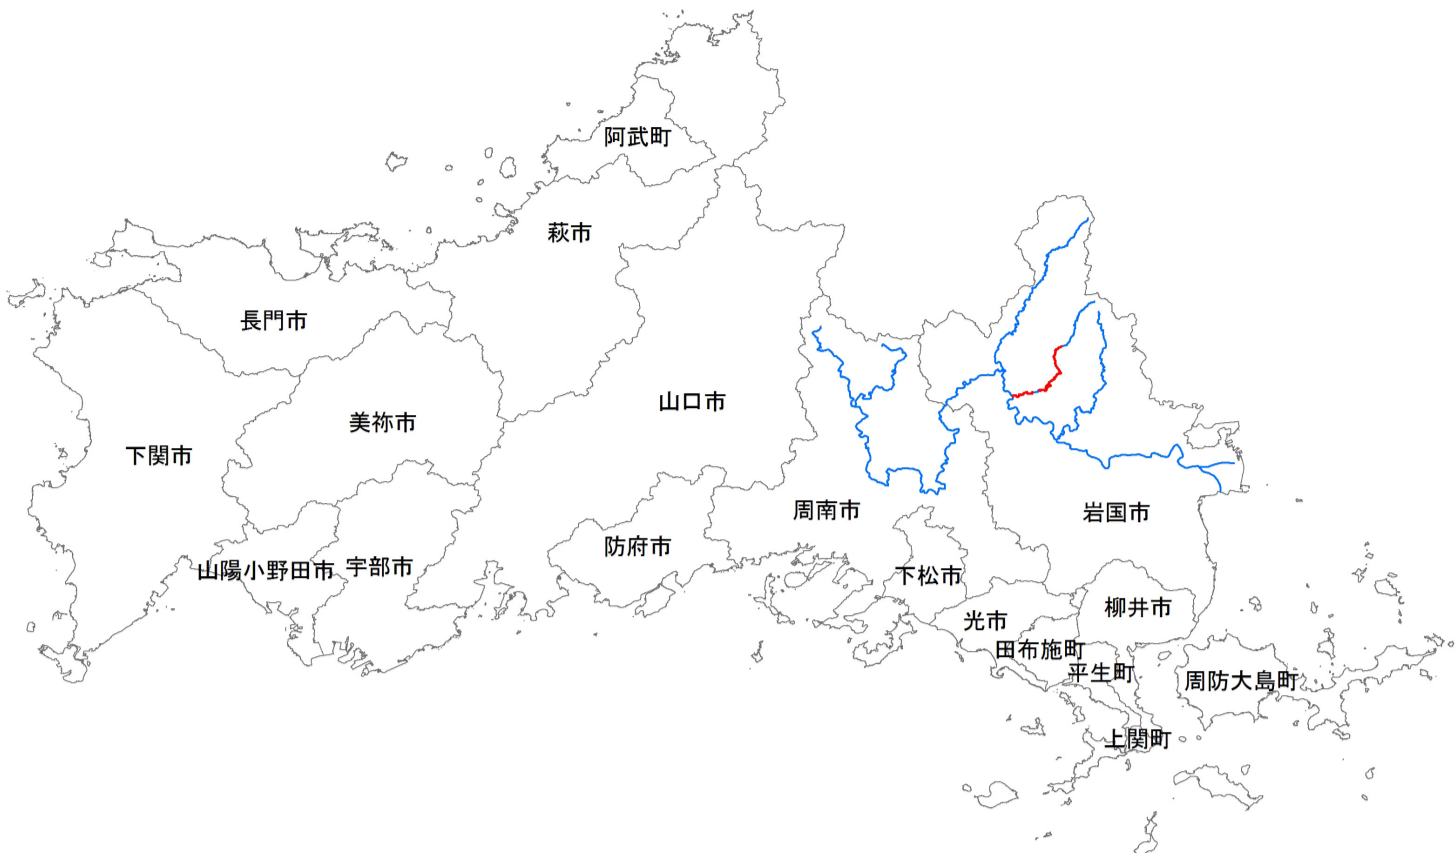 阿武町
萩市
長門市
山口市
美祢市
下関市
周南市
岩国市
防府市
山陽小野田市
宇部市
下松市
柳井市
光市
田布施町
平生町
周防大島町
上関町